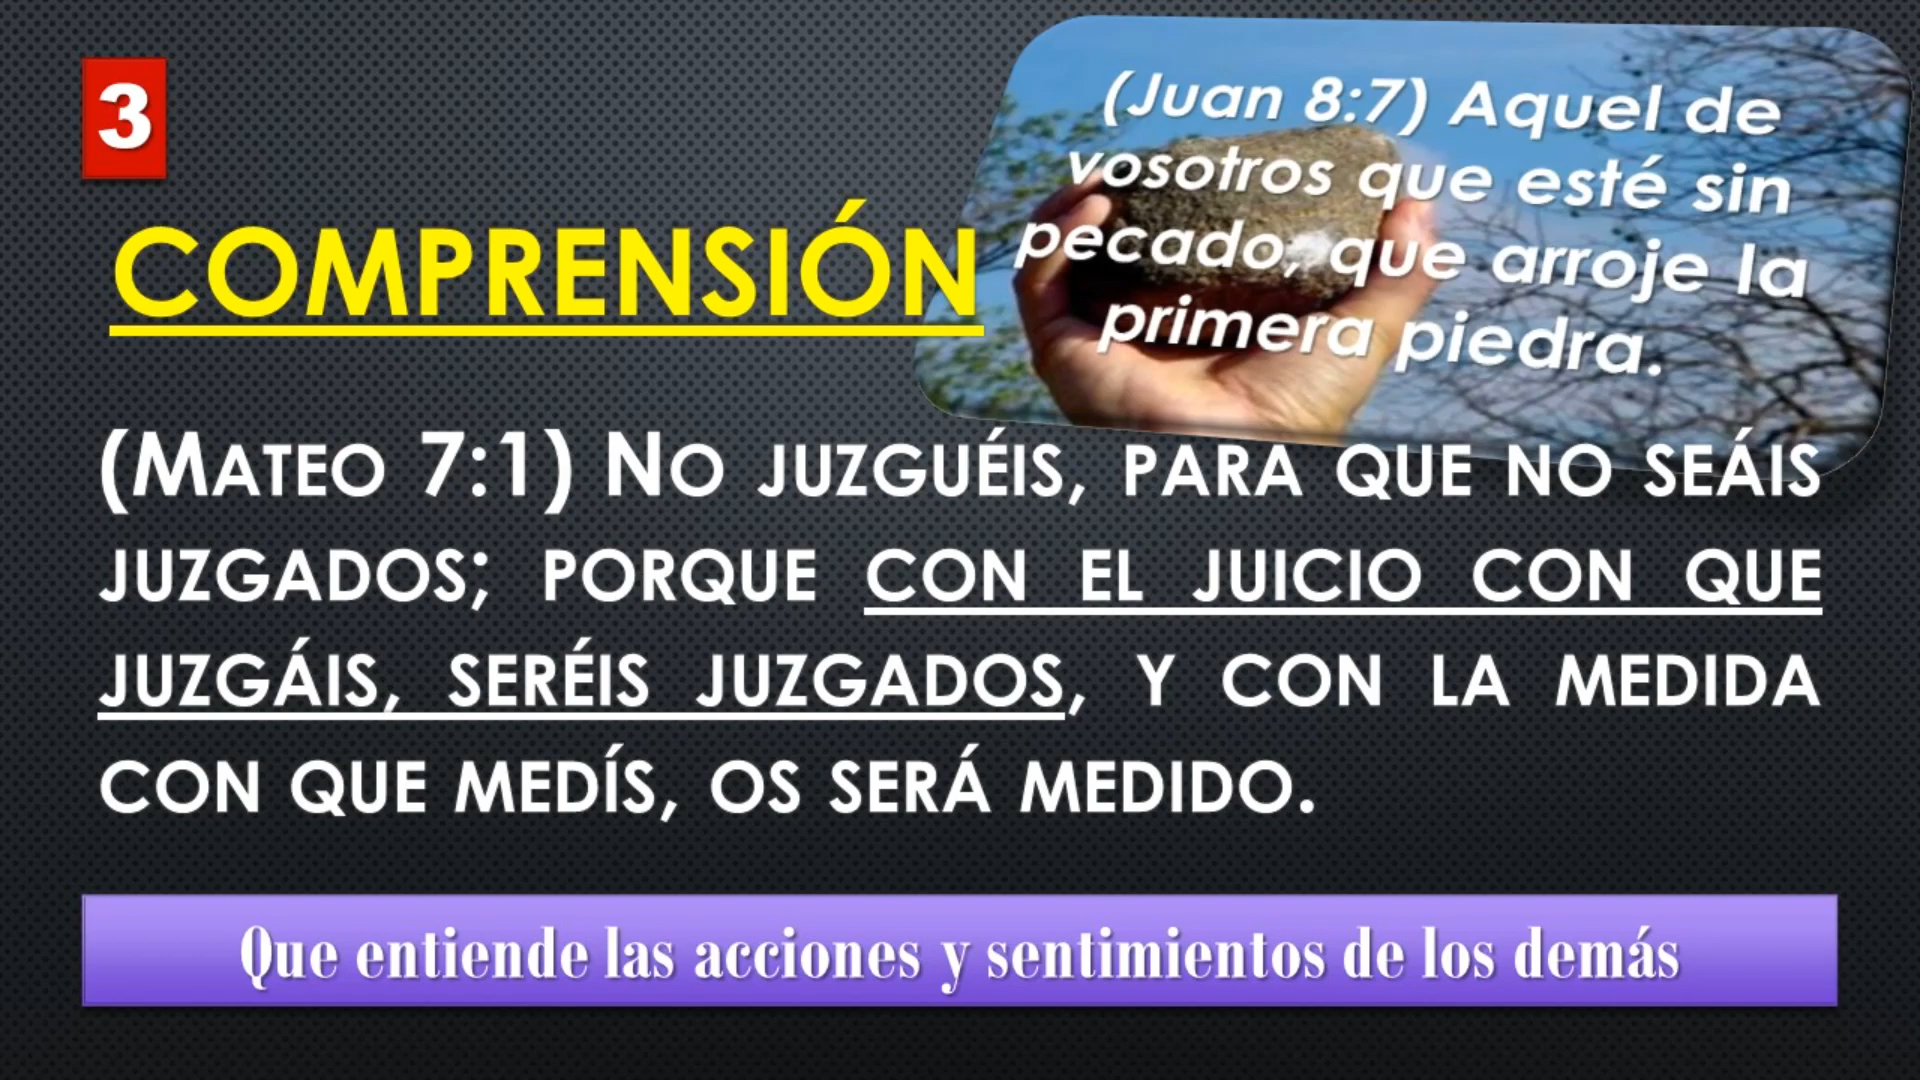 3
(Juan 8:7) Aquel de
vosotros que esté sin
pecado, que arroje la
primera piedra.
COMPRENSIÓN
(MATEO 7:1) NO JUZGUÉIS, PARA QUE NO SEÁIS
JUZGADOS; PORQUE CON EL JUICIO CON QUE
JUZGÁIS, SERÉIS JUZGADOS, Y CON LA MEDIDA
CON QUE MEDÍS, OS SERÁ MEDIDO.
Que entiende las acciones y sentimientos de los demás